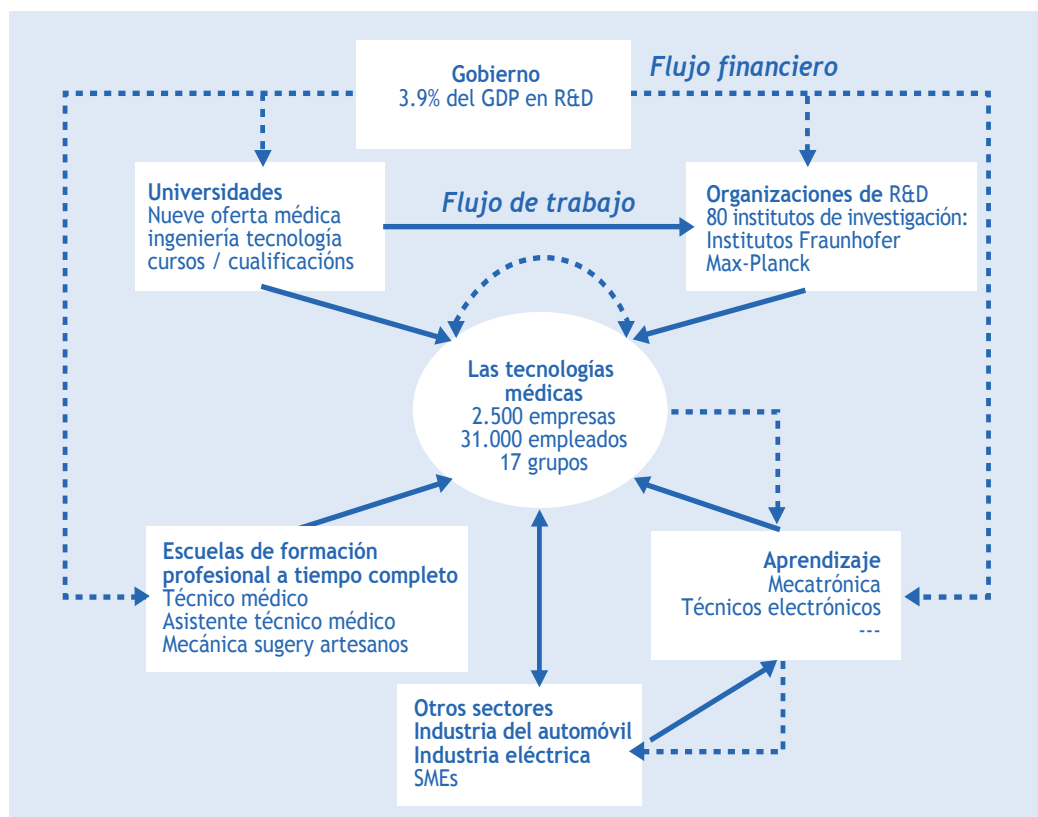 Gobierno
3.9% del GDP en R&D
Flujo financiero
Universidades
Nueve oferta médica
ingeniería tecnología
cursos / cualificacións
Flujo de trabajo
Organizaciones de R&D
80 institutos de investigación:
Institutos Fraunhofer
Max-Planck
Las tecnologías
médicas
2.500 empresas
31.000 empleados
17 grupos
Escuelas de formación
profesional a tiempo completo
Técnico médico
Asistente técnico médico
Mecánica sugery artesanos
Aprendizaje
Mecatrónica
Técnicos electrónicos
---
Otros sectores
Industria del automóvil
Industria eléctrica
SMEs